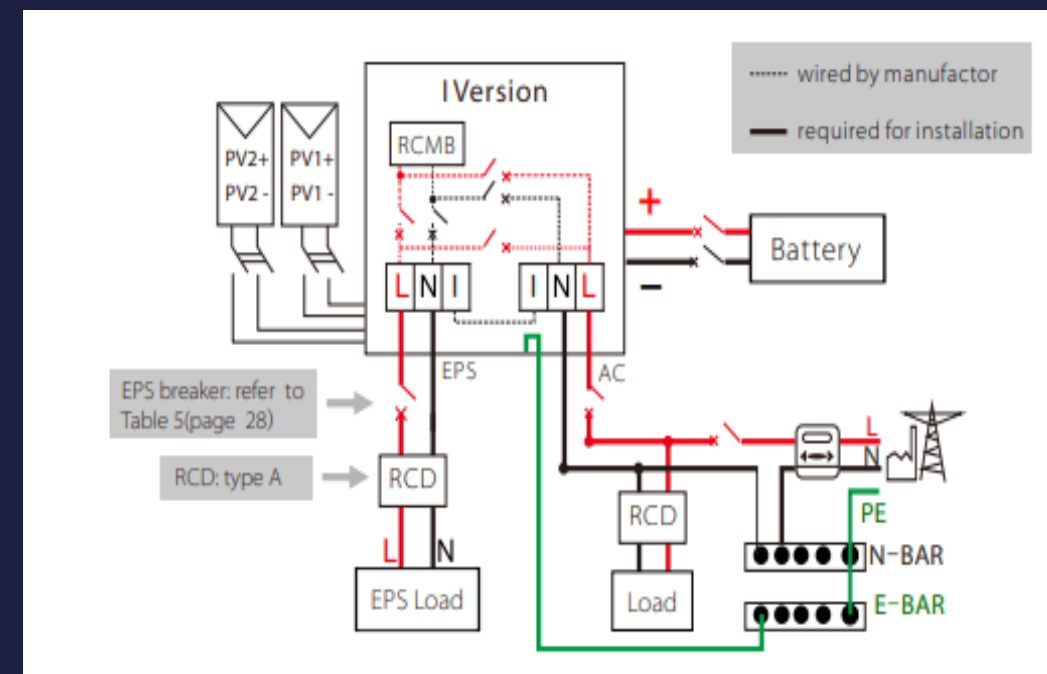 wired by manufactor
required for installation
I Version
RCMB
PV2+
PV2 -
PV1+
PV1 -
+
−
Battery
L N I
I N L
EPS
AC
EPS breaker: refer to
Table 5(page 28)
RCD: type A
RCD
L N
EPS Load
RCD
Load
L
N
PE
N-BAR
E-BAR